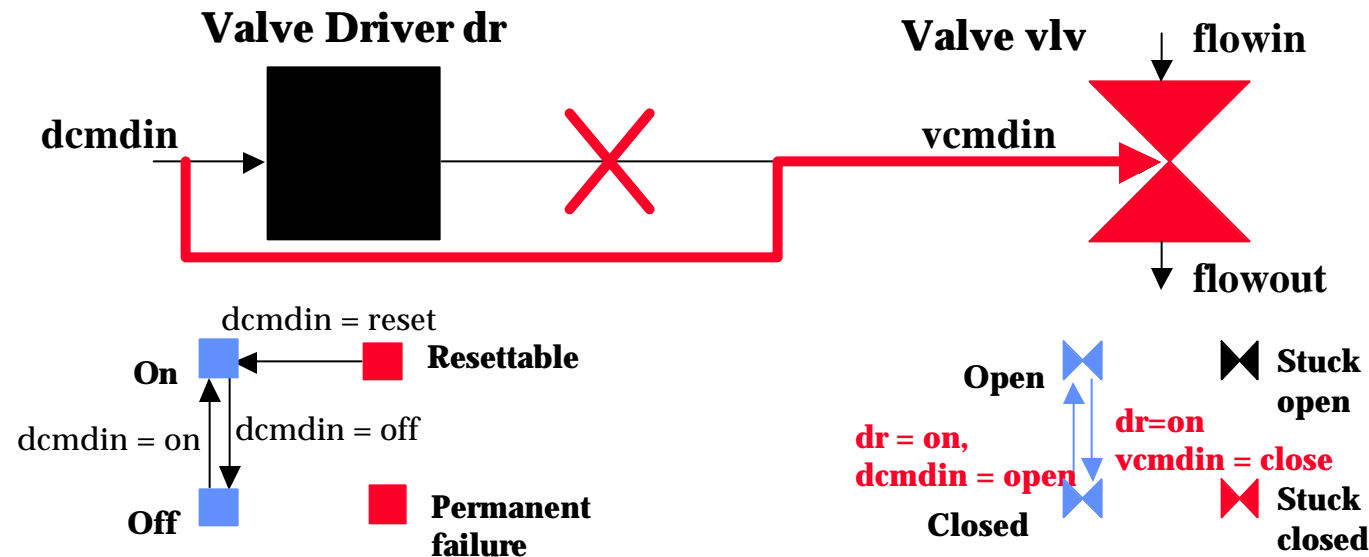 Valve Driver dr
Valve vlv
flowin
dcmdin
vcmdin
flowout
dcmdin = reset
On
Resettable
dcmdin = on
dcmdin = off
Off
Permanent
failure
Open
Stuck
open
dr = on,
dcmdin = open
dr=on
vcmdin = close
Closed
Stuck
closed